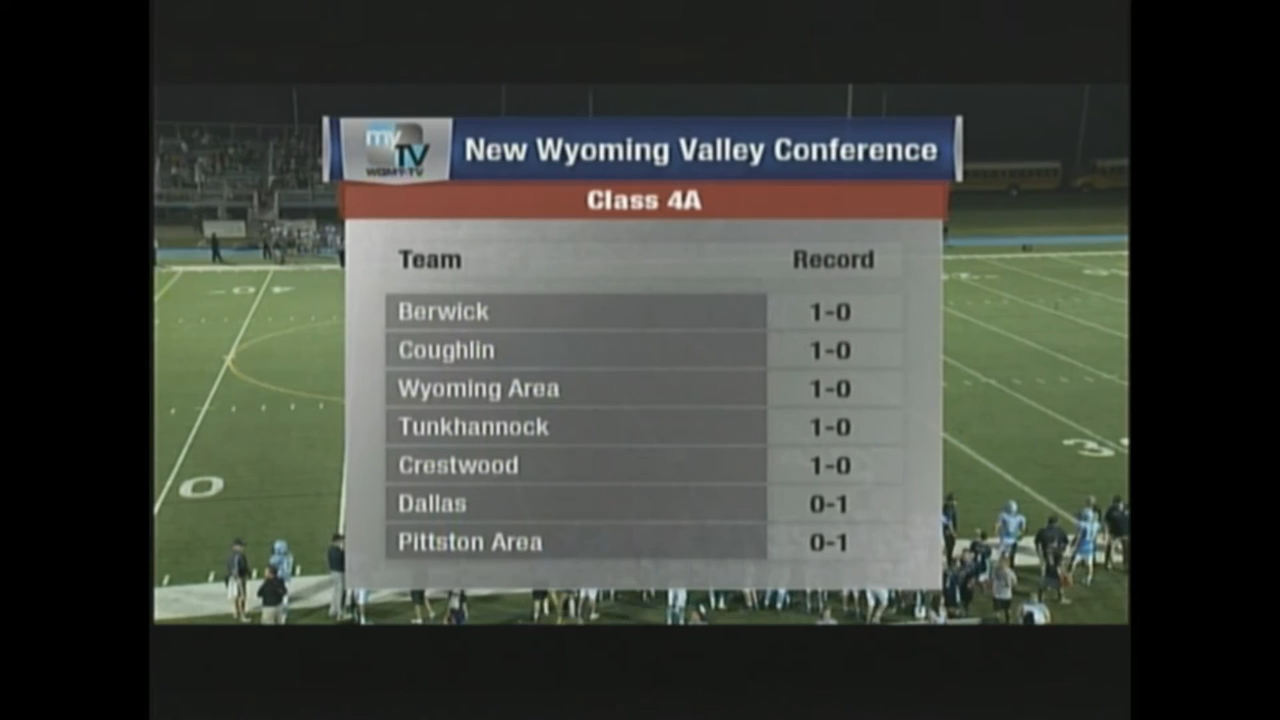 my
TV
WQMY-TV
New Wyoming Valley Conference
Class 4A
Team Record
Berwick 1-0
Coughlin 1-0
Wyoming Area 1-0
Tunkhannock 1-0
Crestwood 1-0
Dallas 0-1
Pittston Area 0-1